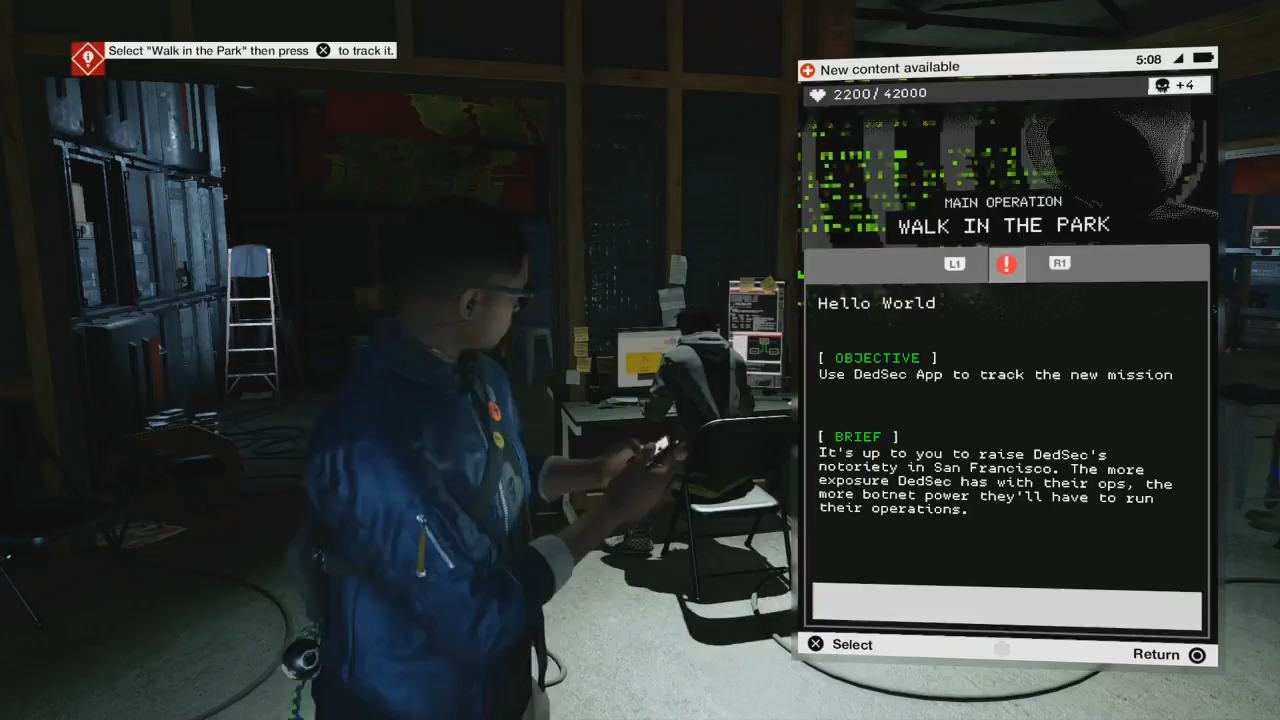 Select "Walk in the Park" then press ⓧ to track it.
New content available
5:08
2200/ 42000
+4
MAIN OPERATION
WALK IN THE PARK
L1
R1
Hello World
[ OBJECTIVE ]
Use DedSec App to track the new mission
[ BRIEF ]
It's up to you to raise DedSec's
notoriety in San Francisco. The more
exposure DedSec has with their ops, the
more botnet power they'll have to run
their operations.
Select
Return